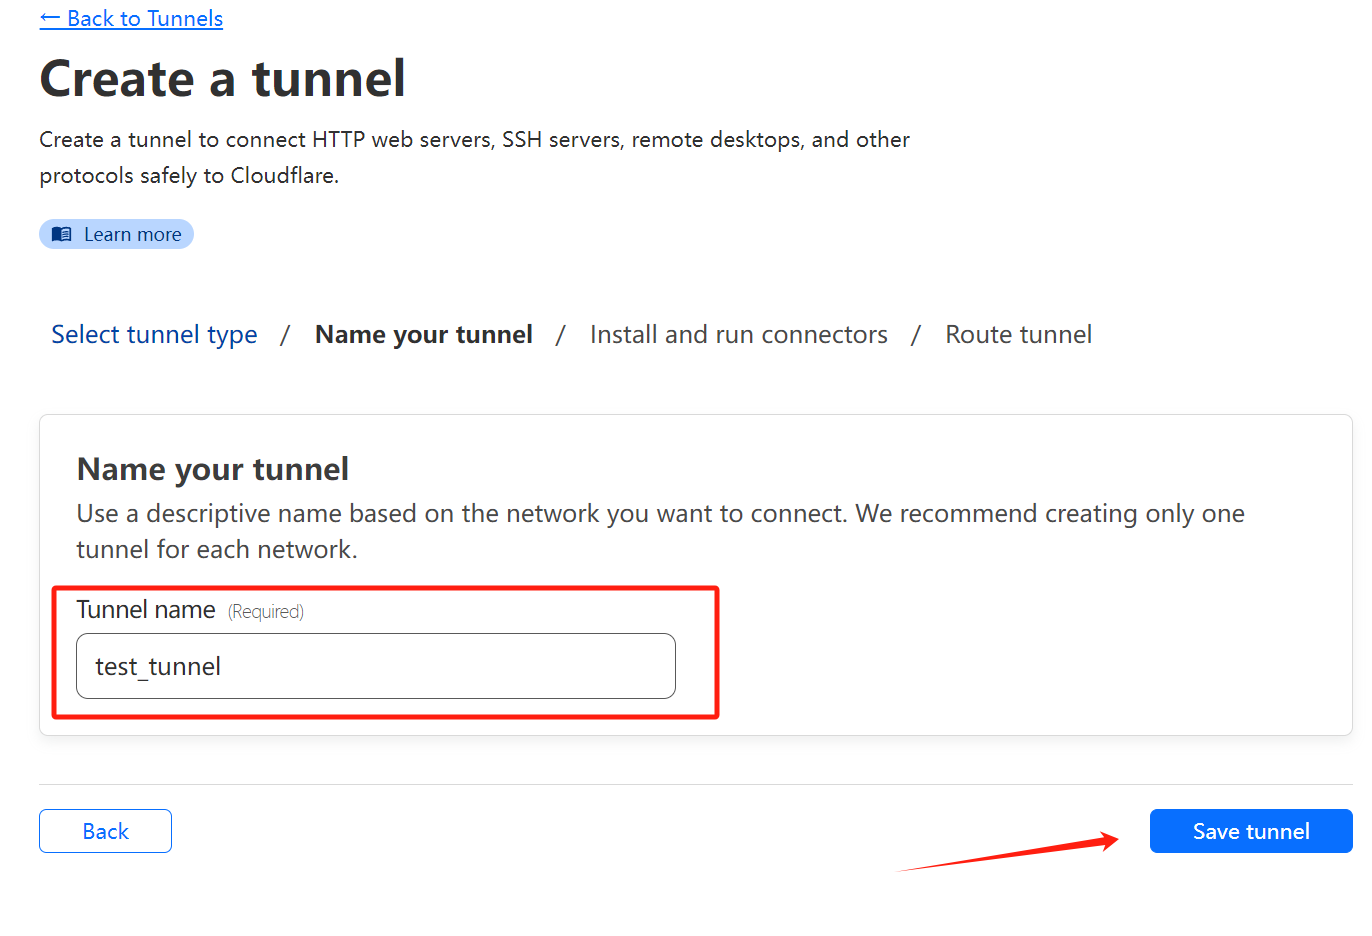 ← Back to Tunnels
Create a tunnel
Create a tunnel to connect HTTP web servers, SSH servers, remote desktops, and other
protocols safely to Cloudflare.
Learn more
Select tunnel type / Name your tunnel / Install and run connectors / Route tunnel
Name your tunnel
Use a descriptive name based on the network you want to connect. We recommend creating only one
tunnel for each network.
Tunnel name (Required)
test_tunnel
Back
Save tunnel